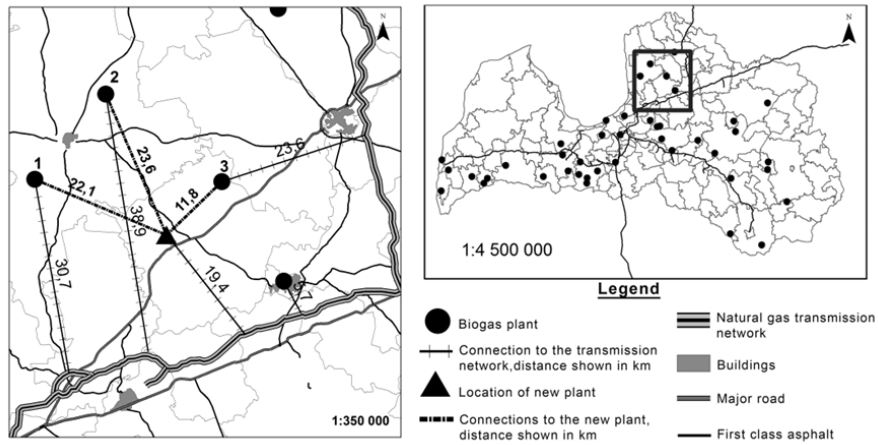 N
2
1
3
23,6
23,6
22,1
11,8
38,9
30,7
19,4
1:350 000
N
1:4 500 000
Legend
Biogas plant
Connection to the transmission
network,distance shown in km
Location of new plant
Connections to the new plant,
distance shown in km
Natural gas transmission
network
Buildings
Major road
First class asphalt